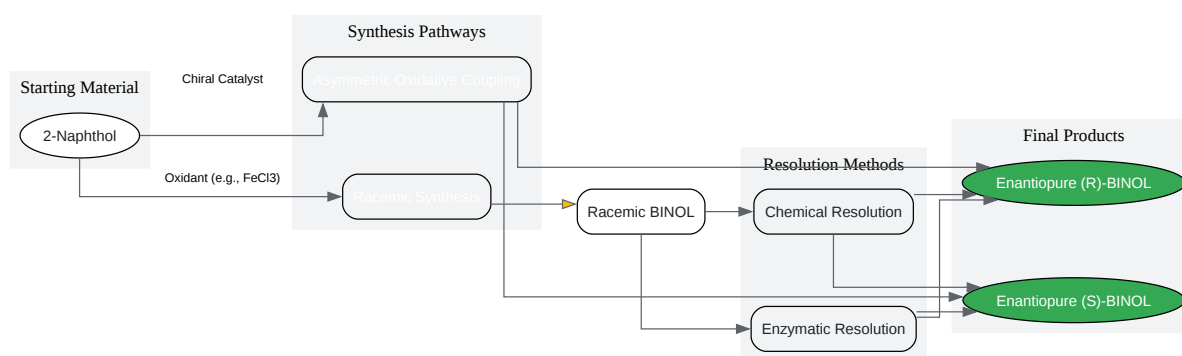 Starting Material
2-Naphthol
Chiral Catalyst
Oxidant (e.g., FeCl3)
Synthesis Pathways
Asymmetric Oxidative Coupling
Racemic Synthesis
Racemic BINOL
Resolution Methods
Chemical Resolution
Enzymatic Resolution
Final Products
Enantiopure (R)-BINOL
Enantiopure (S)-BINOL